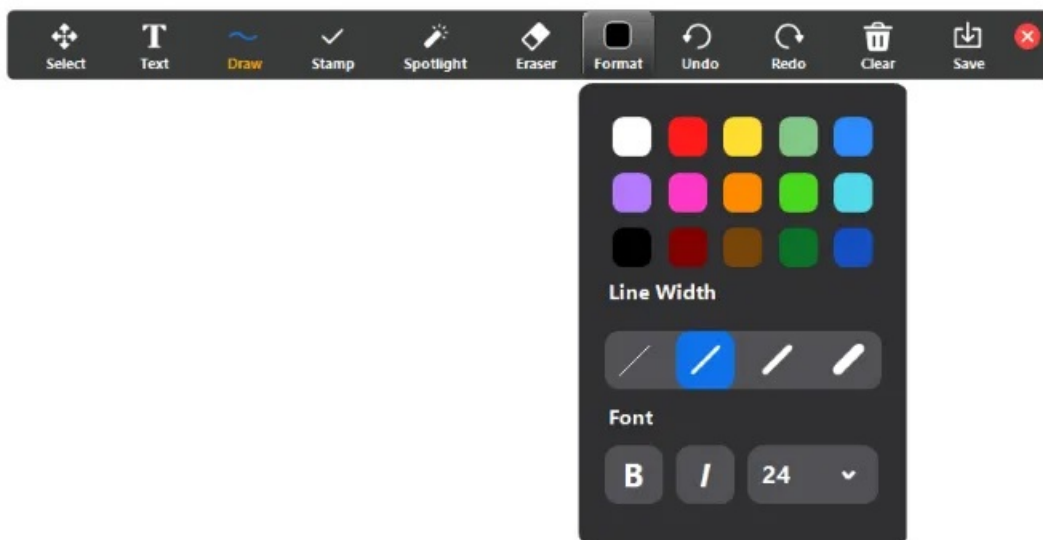 Select Text Draw Stamp Spotlight Eraser Format Undo Redo Clear Save
Line Width
Font
B I 24